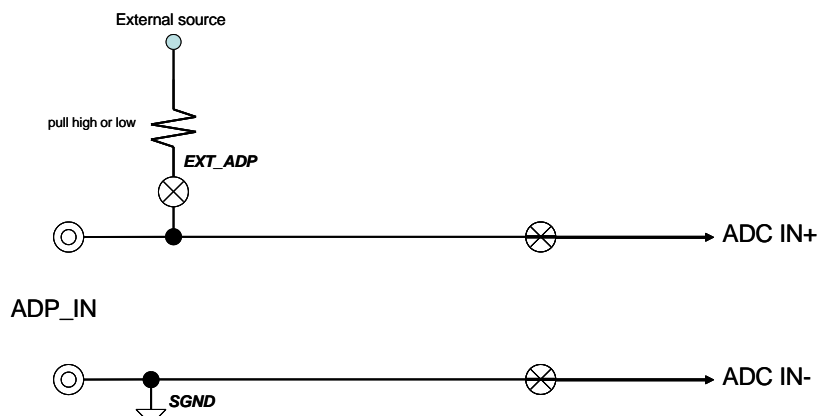 External source
pull high or low
EXT_ADP
ADC IN+
ADP_IN
ADC IN-
SGND